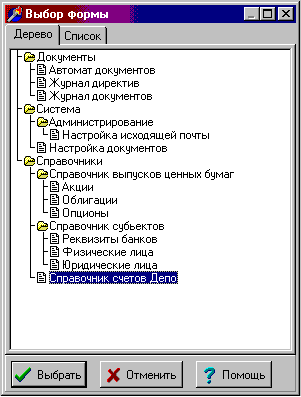 Выбор формы
Дерево Список
Документы
Автомат документов
Журнал директив
Журнал документов
Система
Администрирование
Настройка исходящей почты
Настройка документов
Справочники
Справочник выпусков ценных бумаг
Акции
Облигации
Опционы
Справочник субьектов
Реквизиты банков
Физические лица
Юридические лица
Справочник счетов Депо
Выбрать Отменить Помощь